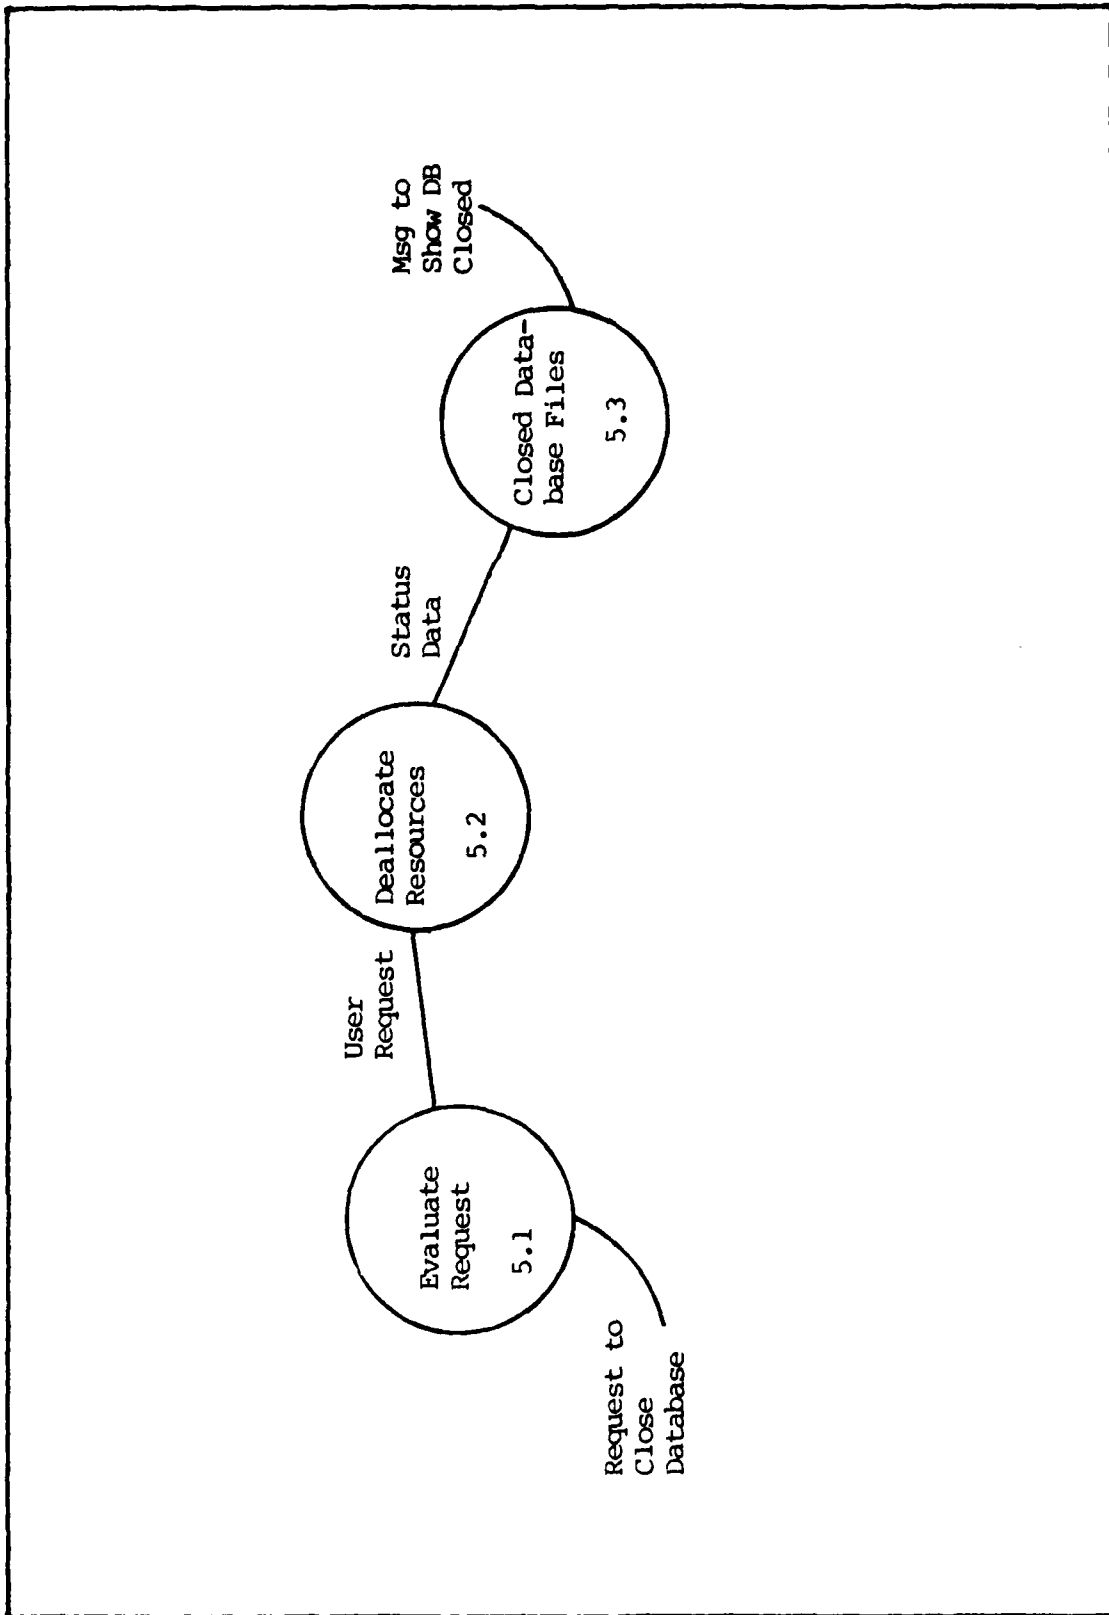 Request to
Close
Database
Evaluate
Request
5.1
User
Request
Deallocate
Resources
5.2
Status
Data
Closed Data-
base Files
5.3
Msg to
Show DB
Closed